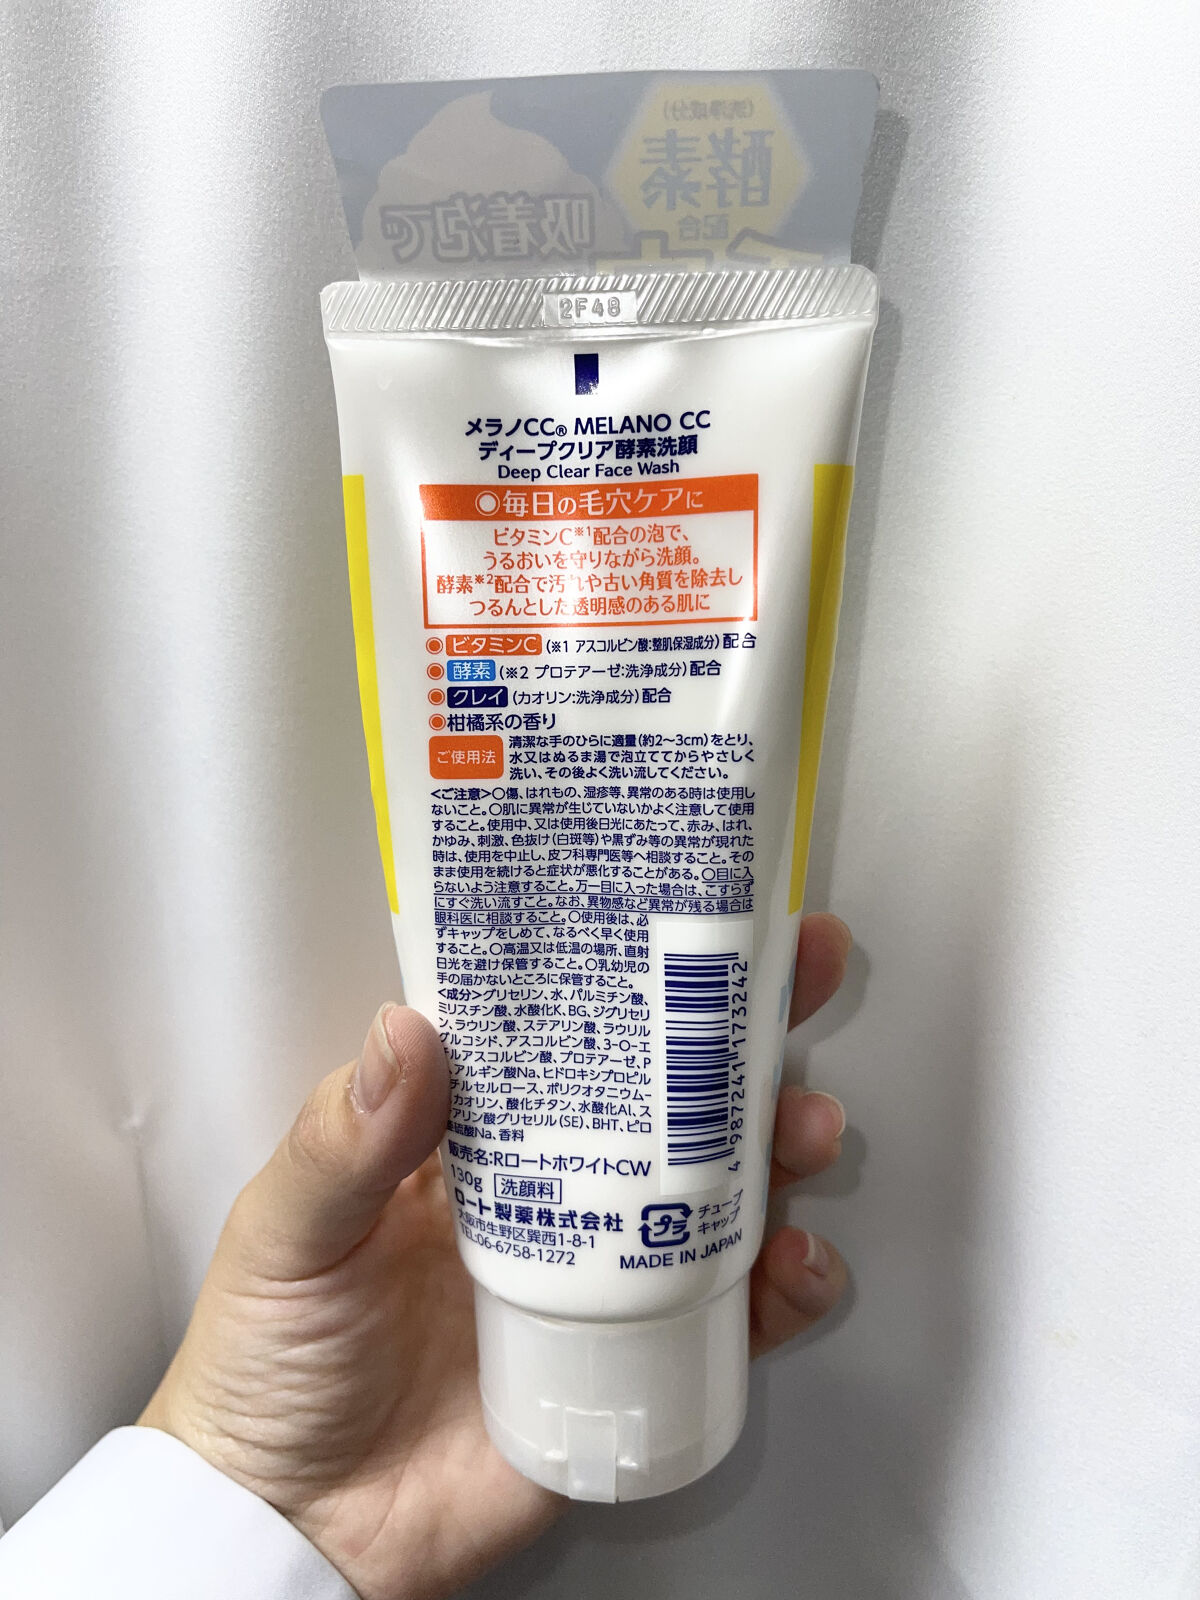 (洗浄成分)
酵素
配合
吸着泡で
2F48
メラノCC® MELANO CC
ディープクリア酵素洗顔
Deep Clear Face Wash
◉毎日の毛穴ケアに
ビタミンC※1配合の泡で、
うるおいを守りながら洗顔。
酵素※2配合で汚れや古い角質を除去し
つるんとした透明感のある肌に
◉ビタミンC(※1 アスコルビン酸:整肌保湿成分)配合
◉酵素(※2 プロテアーゼ:洗浄成分)配合
◉クレイ(カオリン:洗浄成分)配合
◉柑橘系の香り
ご使用法
清潔な手のひらに適量(約2〜3cm)をとり、
水又はぬるま湯で泡立ててからやさしく
洗い、その後よく洗い流してください。
<ご注意>○傷、はれもの、湿疹等、異常のある時は使用し
ないこと。○肌に異常が生じていないかよく注意して使用
すること。使用中、又は使用後日光にあたって、赤み、はれ、
かゆみ、刺激、色抜け(白斑等)や黒ずみ等の異常が現れた
時は、使用を中止し、皮フ科専門医等へ相談すること。その
まま使用を続けると症状が悪化することがある。○目に入
らないよう注意すること。万一目に入った場合は、こすらず
にすぐ洗い流すこと。なお、異物感など異常が残る場合は
眼科医に相談すること。○使用後は、必
ずキャップをしめて、なるべく早く使用
すること。○高温又は低温の場所、直射
日光を避け保管すること。○乳幼児の
手の届かないところに保管すること。
<成分>グリセリン、水、パルミチン酸、
ミリスチン酸、水酸化K、BG、ジグリセリ
ン、ラウリン酸、ステアリン酸、ラウリル
グルコシド、アスコルビン酸、3-O-エ
チルアスコルビン酸、プロテアーゼ、P
、アルギン酸Na、ヒドロキシプロピル
チルセルロース、ポリクオタニウム-
、カオリン、酸化チタン、水酸化Al、ス
アリン酸グリセリル(SE)、BHT、ピロ
亜硫酸Na、香料
販売名:Rロートホワイトcw
130g 洗顔料
ロート製薬株式会社
大阪市生野区巽西1-8-1
TEL:06-6758-1272
4 987241 173242
プラ
チューブ
キャップ
MADE IN JAPAN